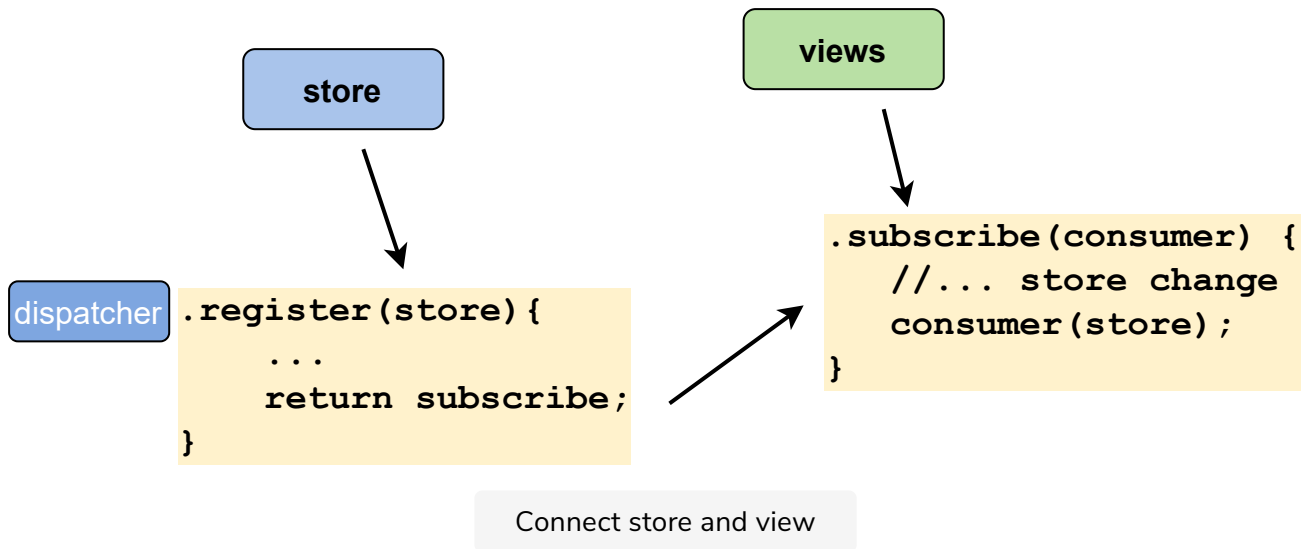 store
views
dispatcher
.register(store){
...
return subscribe;
}
.subscribe(consumer) {
//... store change
consumer(store);
}
Connect store and view